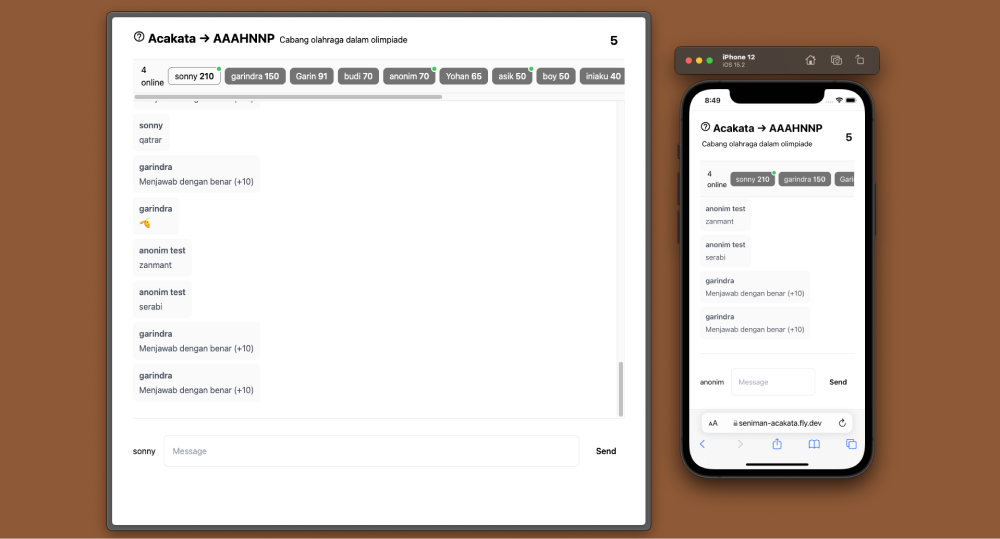 Acakata → AAAHNNP Cabang olahraga dalam olimpiade
5
4 online
sonny 210
garindra 150
Garin 91
budi 70
anonim 70
Yohan 65
asik 50
boy 50
iniaku 40
sonny
qatrar
garindra
Menjawab dengan benar (+10)
garindra
anonim test
zanmant
anonim test
serabi
garindra
Menjawab dengan benar (+10)
garindra
Menjawab dengan benar (+10)
sonny
Message
Send
iPhone 12
iOS 15.2
8:49
Acakata → AAAHNNP
Cabang olahraga dalam olimpiade
5
4 online
sonny 210
garindra 150
Gari
anonim test
zanmant
anonim test
serabi
garindra
Menjawab dengan benar (+10)
garindra
Menjawab dengan benar (+10)
anonim
Message
Send
AA
seniman-acakata.fly.dev